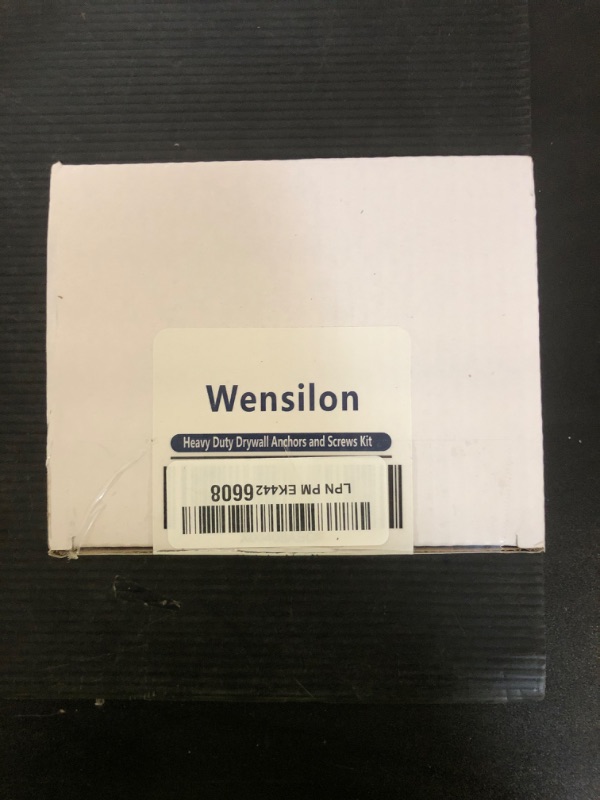 Wensilon
Heavy Duty Drywall Anchors and Screws Kit
LPN PM EK4426608